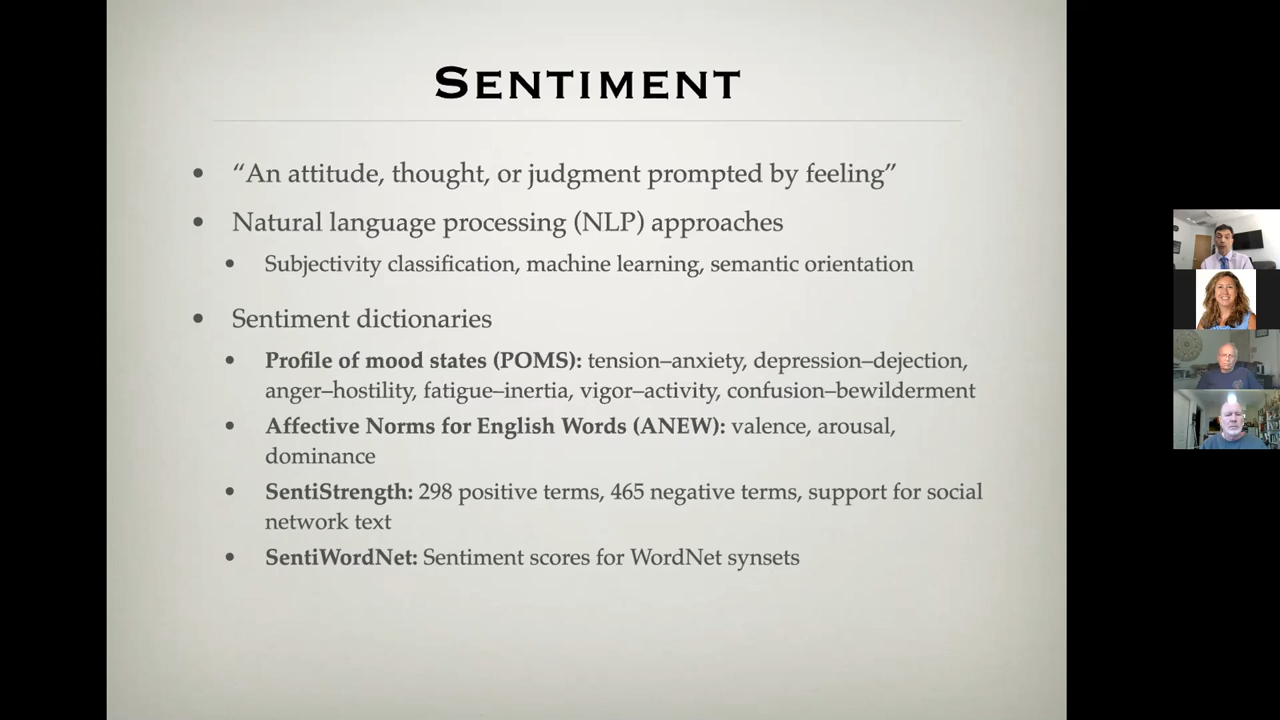 SENTIMENT
• “An attitude, thought, or judgment prompted by feeling”
• Natural language processing (NLP) approaches
• Subjectivity classification, machine learning, semantic orientation
• Sentiment dictionaries
• Profile of mood states (POMS): tension–anxiety, depression–dejection,
anger–hostility, fatigue–inertia, vigor–activity, confusion–bewilderment
• Affective Norms for English Words (ANEW): valence, arousal,
dominance
• SentiStrength: 298 positive terms, 465 negative terms, support for social
network text
• SentiWordNet: Sentiment scores for WordNet synsets